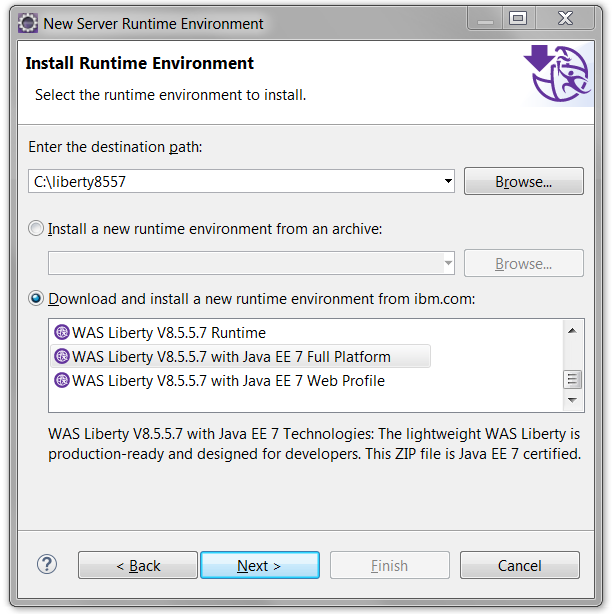 New Server Runtime Environment
Install Runtime Environment
Select the runtime environment to install.
Enter the destination path:
C:\liberty8557
Browse...
Install a new runtime environment from an archive:
Browse...
Download and install a new runtime environment from ibm.com:
WAS Liberty V8.5.5.7 Runtime
WAS Liberty V8.5.5.7 with Java EE 7 Full Platform
WAS Liberty V8.5.5.7 with Java EE 7 Web Profile
WAS Liberty V8.5.5.7 with Java EE 7 Technologies: The lightweight WAS Liberty is
production-ready and designed for developers. This ZIP file is Java EE 7 certified.
? < Back Next > Finish Cancel